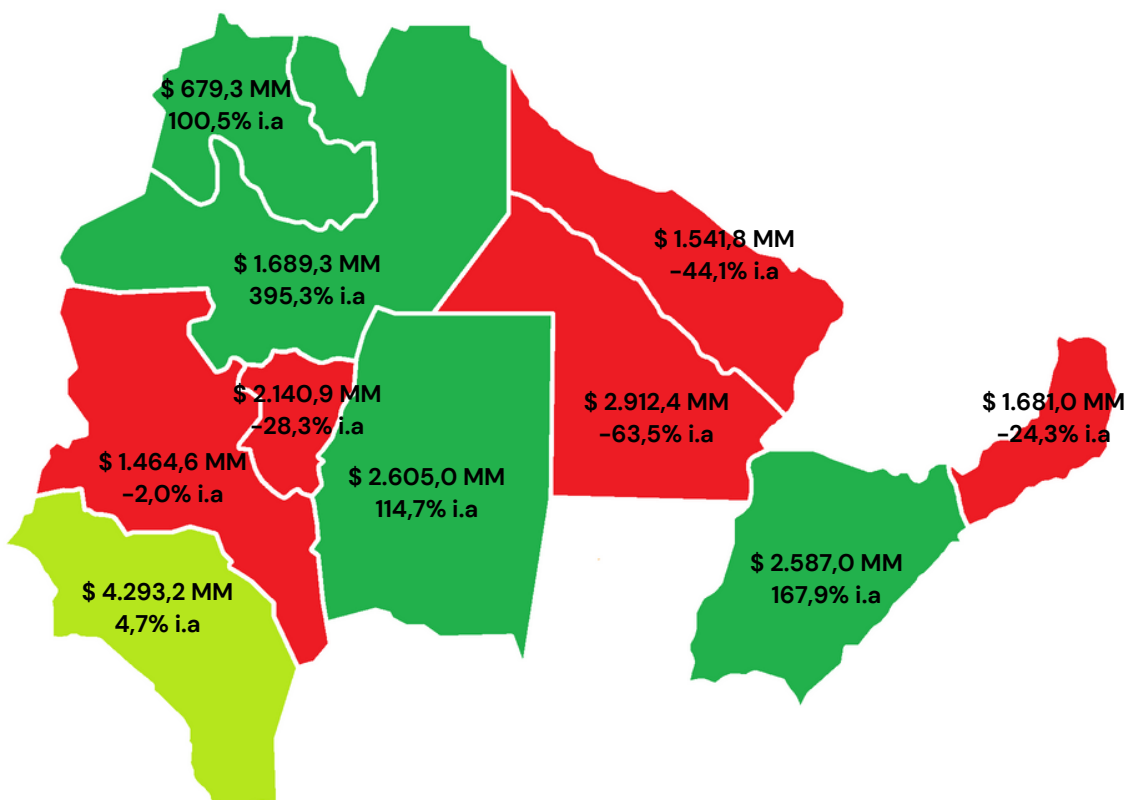 $ 679,3 MM
100,5% i.a
$ 1.541,8 MM
-44,1% i.a
$ 1.689,3 MM
395,3% i.a
$ 2.140,9 MM
-28,3% i.a
$ 2.912,4 MM
-63,5% i.a
$ 1.681,0 MM
-24,3% i.a
$ 1.464,6 MM
-2,0% i.a
$ 2.605,0 MM
114,7% i.a
$ 2.587,0 MM
167,9% i.a
$ 4.293,2 MM
4,7% i.a